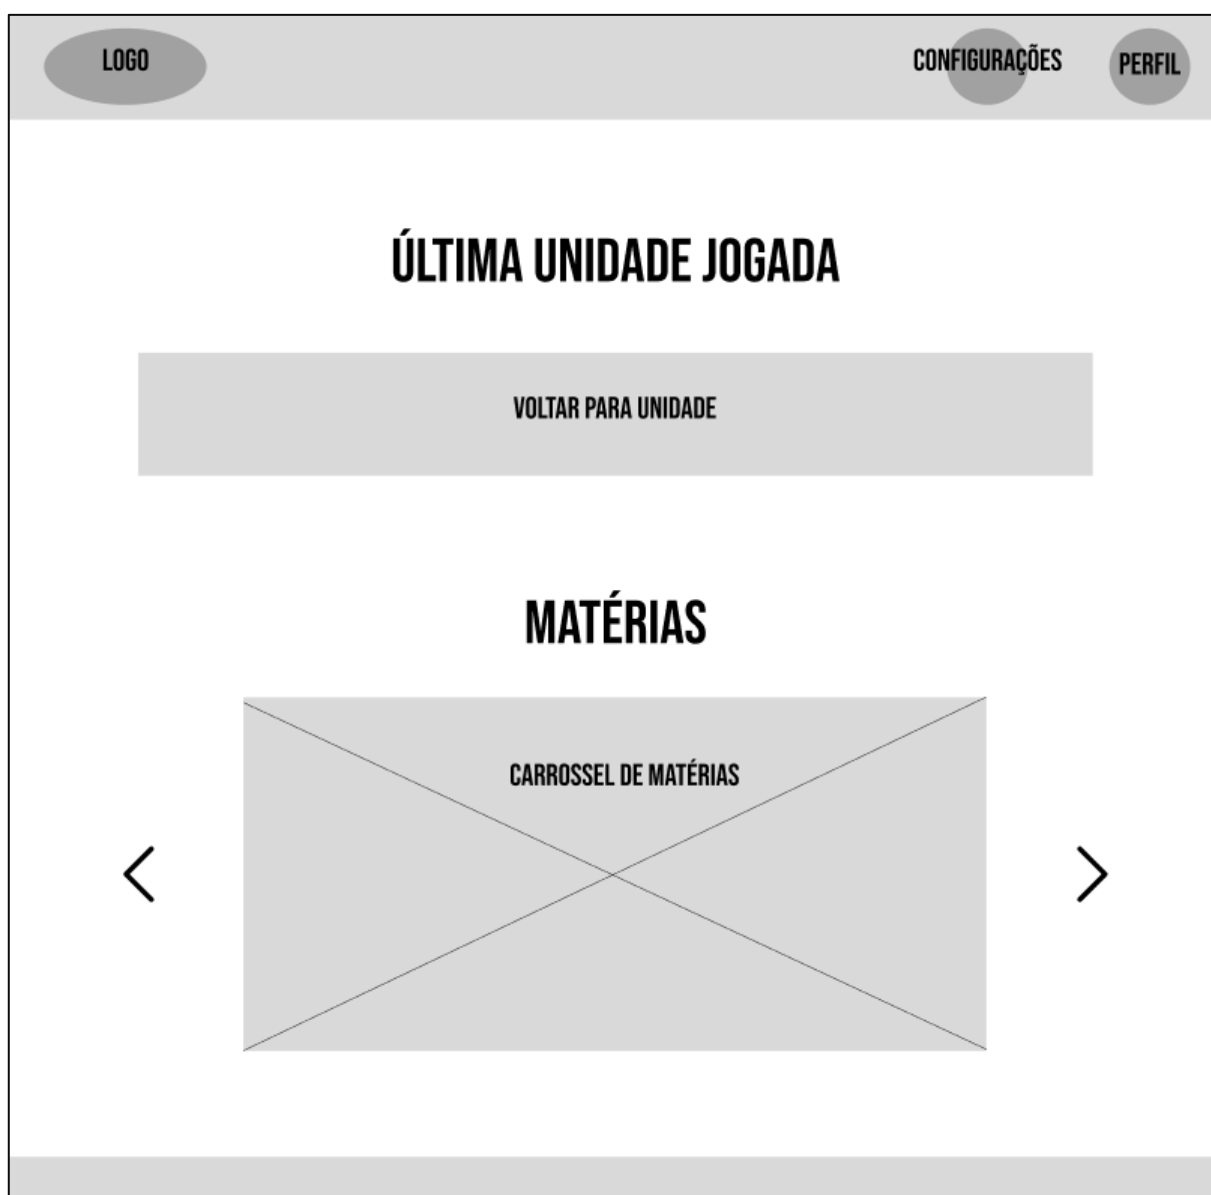 LOGO
CONFIGURAÇÕES
PERFIL
ÚLTIMA UNIDADE JOGADA
VOLTAR PARA UNIDADE
MATÉRIAS
CARROSSEL DE MATÉRIAS